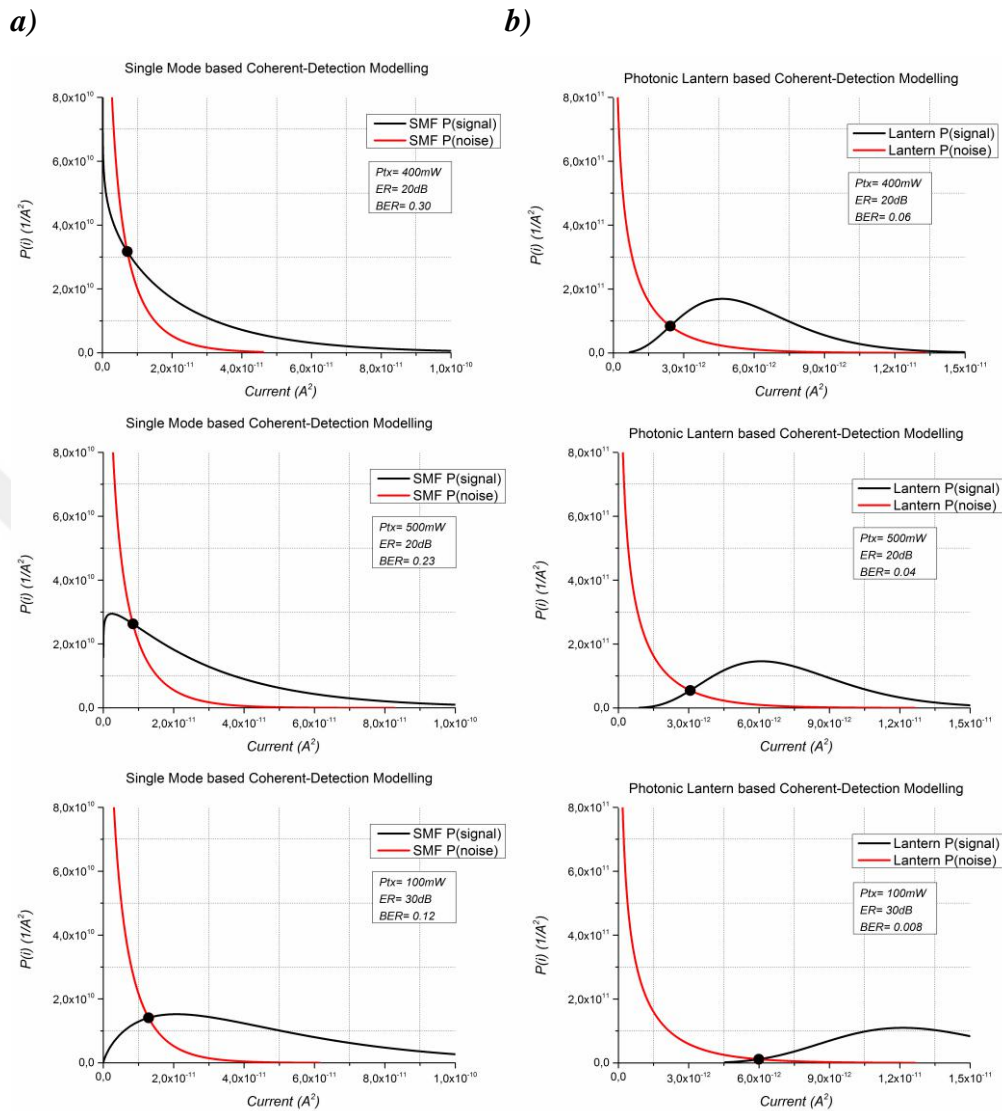 a)
b)
Single Mode based Coherent-Detection Modelling
8,0x10¹⁰
6,0x10¹⁰
4,0x10¹⁰
2,0x10¹⁰
0,0
P(i) (1/A²)
SMF P(signal)
SMF P(noise)
Ptx= 400mW
ER= 20dB
BER= 0.30
0,0 2,0x10⁻¹¹ 4,0x10⁻¹¹ 6,0x10⁻¹¹ 8,0x10⁻¹¹ 1,0x10⁻¹⁰
Current (A²)
Photonic Lantern based Coherent-Detection Modelling
8,0x10¹¹
6,0x10¹¹
4,0x10¹¹
2,0x10¹¹
0,0
P(i) (1/A²)
Lantern P(signal)
Lantern P(noise)
Ptx= 400mW
ER= 20dB
BER= 0.06
0,0 3,0x10⁻¹² 6,0x10⁻¹² 9,0x10⁻¹² 1,2x10⁻¹¹ 1,5x10⁻¹¹
Current (A²)
Single Mode based Coherent-Detection Modelling
8,0x10¹⁰
6,0x10¹⁰
4,0x10¹⁰
2,0x10¹⁰
0,0
P(i) (1/A²)
SMF P(signal)
SMF P(noise)
Ptx= 500mW
ER= 20dB
BER= 0.23
0,0 2,0x10⁻¹¹ 4,0x10⁻¹¹ 6,0x10⁻¹¹ 8,0x10⁻¹¹ 1,0x10⁻¹⁰
Current (A²)
Photonic Lantern based Coherent-Detection Modelling
8,0x10¹¹
6,0x10¹¹
4,0x10¹¹
2,0x10¹¹
0,0
P(i) (1/A²)
Lantern P(signal)
Lantern P(noise)
Ptx= 500mW
ER= 20dB
BER= 0.04
0,0 3,0x10⁻¹² 6,0x10⁻¹² 9,0x10⁻¹² 1,2x10⁻¹¹ 1,5x10⁻¹¹
Current (A²)
Single Mode based Coherent-Detection Modelling
8,0x10¹⁰
6,0x10¹⁰
4,0x10¹⁰
2,0x10¹⁰
0,0
P(i) (1/A²)
SMF P(signal)
SMF P(noise)
Ptx= 100mW
ER= 30dB
BER= 0.12
0,0 2,0x10⁻¹¹ 4,0x10⁻¹¹ 6,0x10⁻¹¹ 8,0x10⁻¹¹ 1,0x10⁻¹⁰
Current (A²)
Photonic Lantern based Coherent-Detection Modelling
8,0x10¹¹
6,0x10¹¹
4,0x10¹¹
2,0x10¹¹
0,0
P(i) (1/A²)
Lantern P(signal)
Lantern P(noise)
Ptx= 100mW
ER= 30dB
BER= 0.008
0,0 3,0x10⁻¹² 6,0x10⁻¹² 9,0x10⁻¹² 1,2x10⁻¹¹ 1,5x10⁻¹¹
Current (A²)